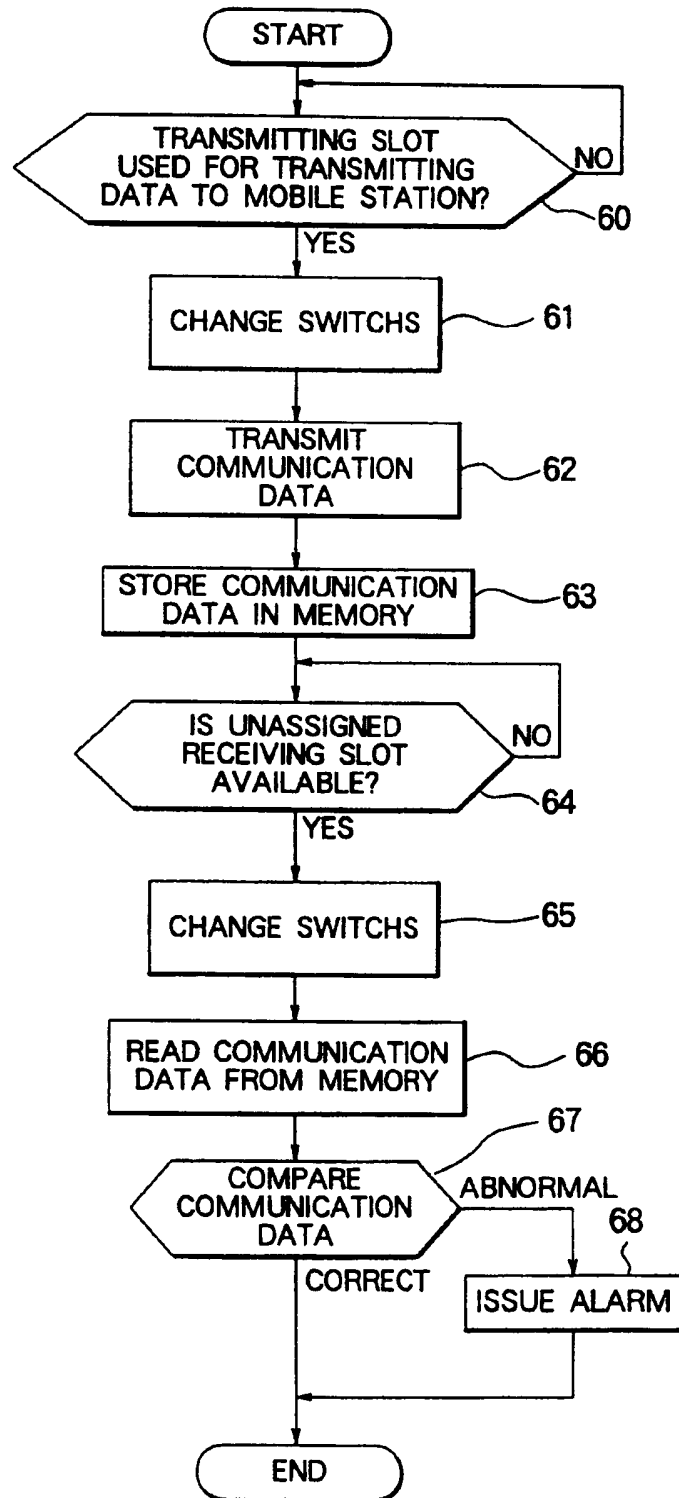 START
TRANSMITTING SLOT
USED FOR TRANSMITTING
DATA TO MOBILE STATION?
NO
60
YES
CHANGE SWITCHS
61
TRANSMIT
COMMUNICATION
DATA
62
STORE COMMUNICATION
DATA IN MEMORY
63
IS UNASSIGNED
RECEIVING SLOT
AVAILABLE?
NO
64
YES
CHANGE SWITCHS
65
READ COMMUNICATION
DATA FROM MEMORY
66
67
COMPARE
COMMUNICATION
DATA
ABNORMAL
68
CORRECT
ISSUE ALARM
END